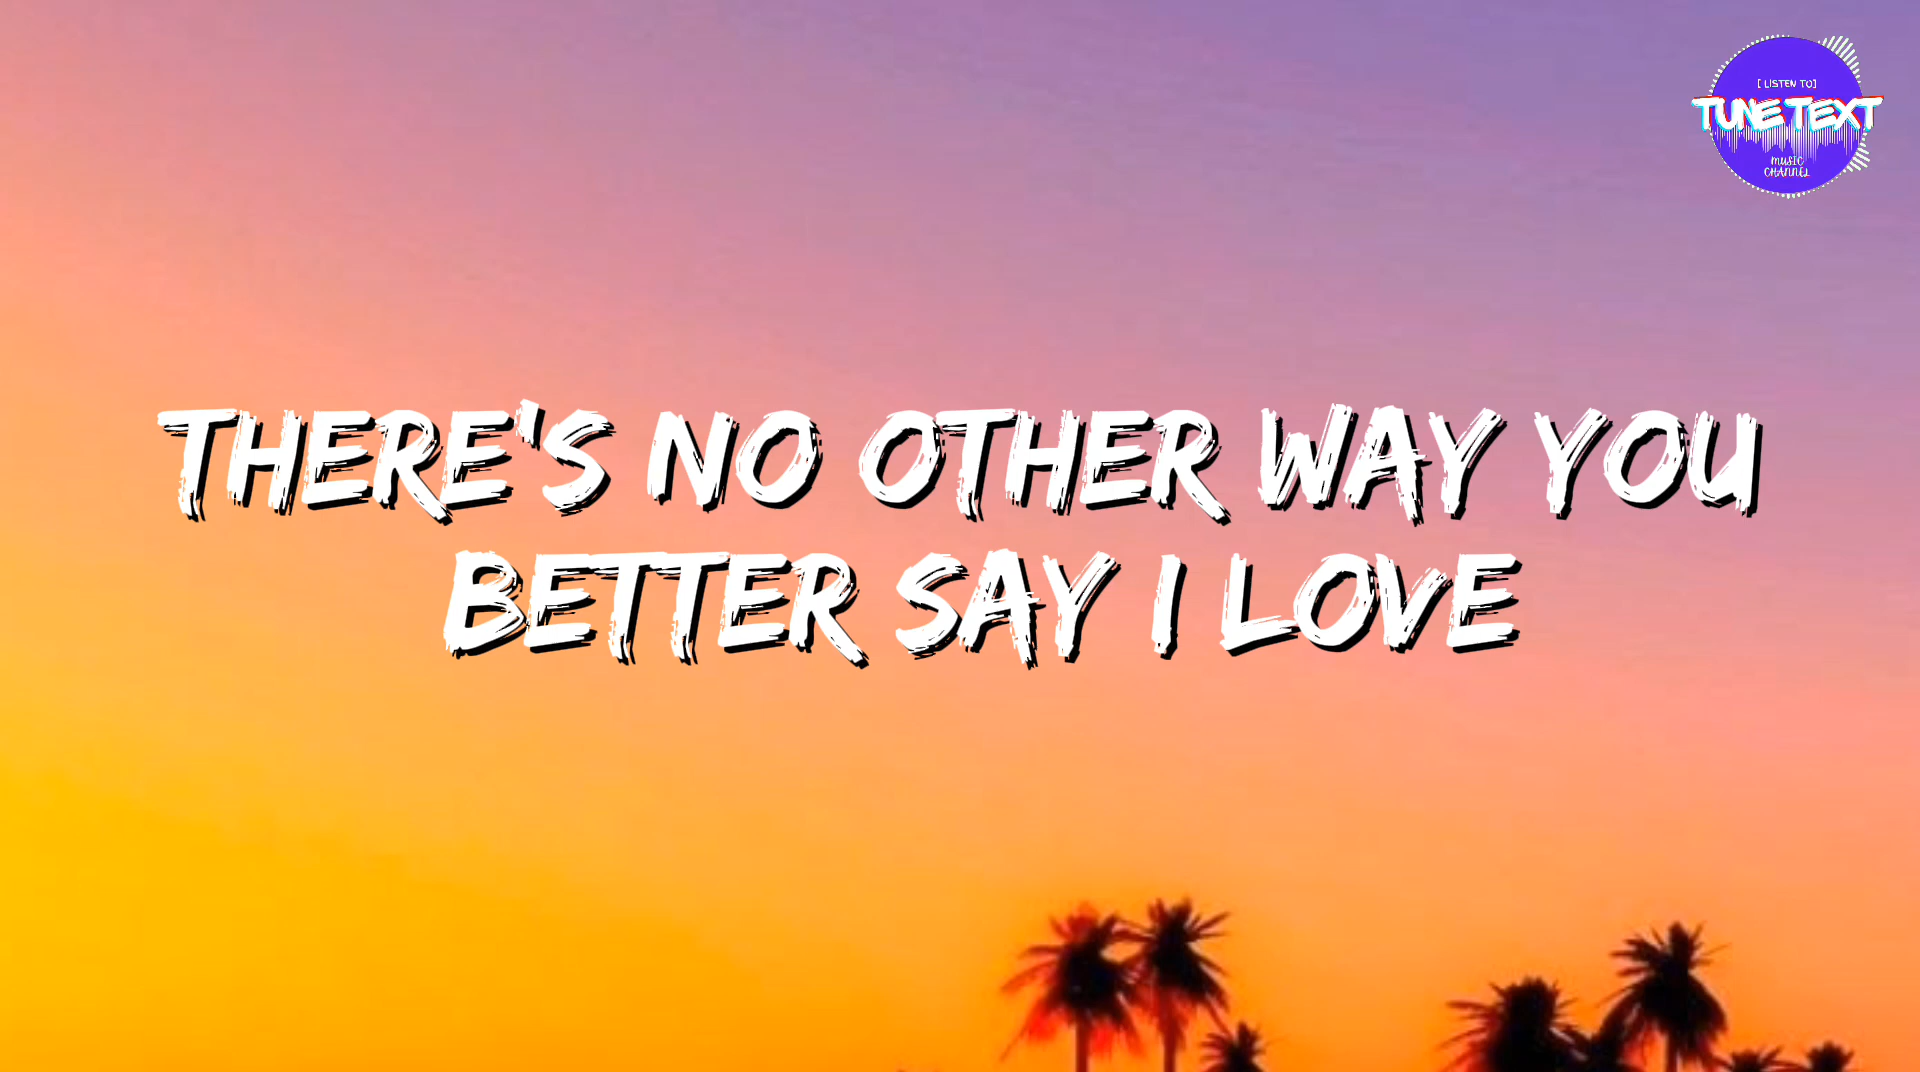 [ LISTEN TO]
TUNE TEXT
MUSIC
CHANNEL
THERE'S NO OTHER WAY YOU
BETTER SAY I LOVE